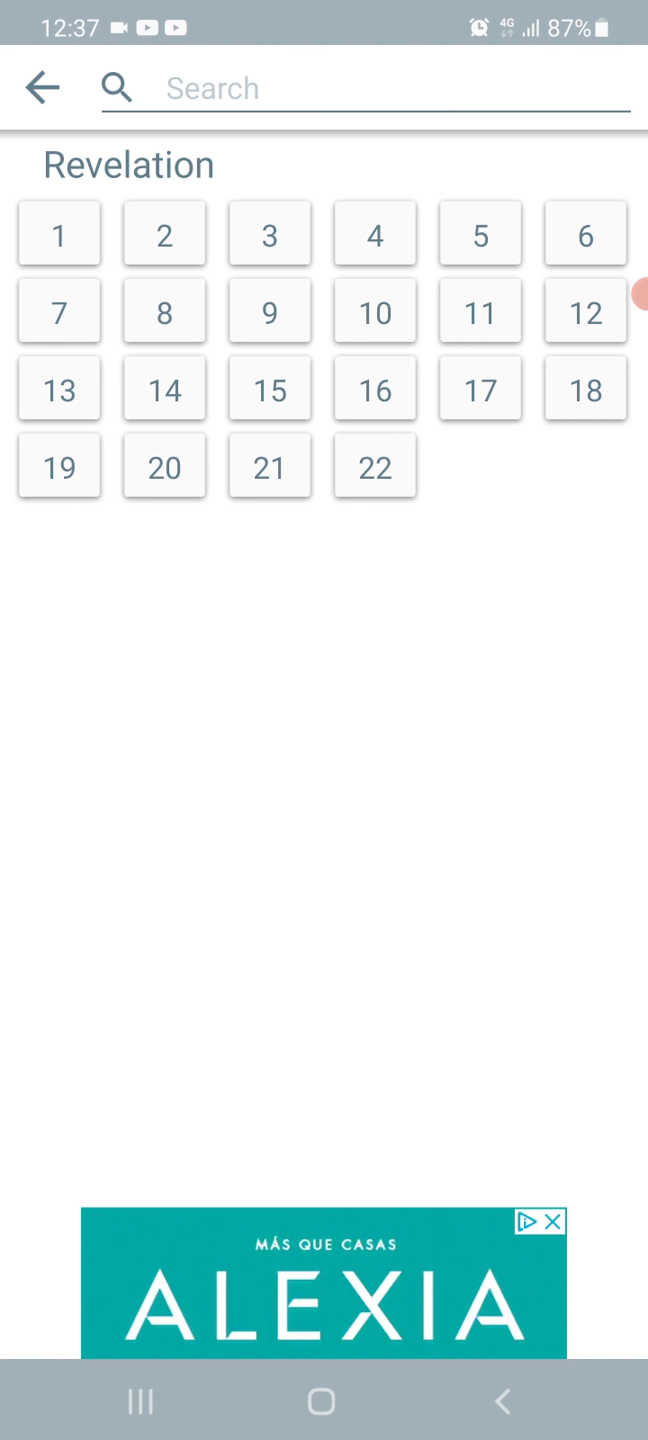 12:37 4G 87%
Search
Revelation
1 2 3 4 5 6
7 8 9 10 11 12
13 14 15 16 17 18
19 20 21 22
MÁS QUE CASAS
ALEXIA